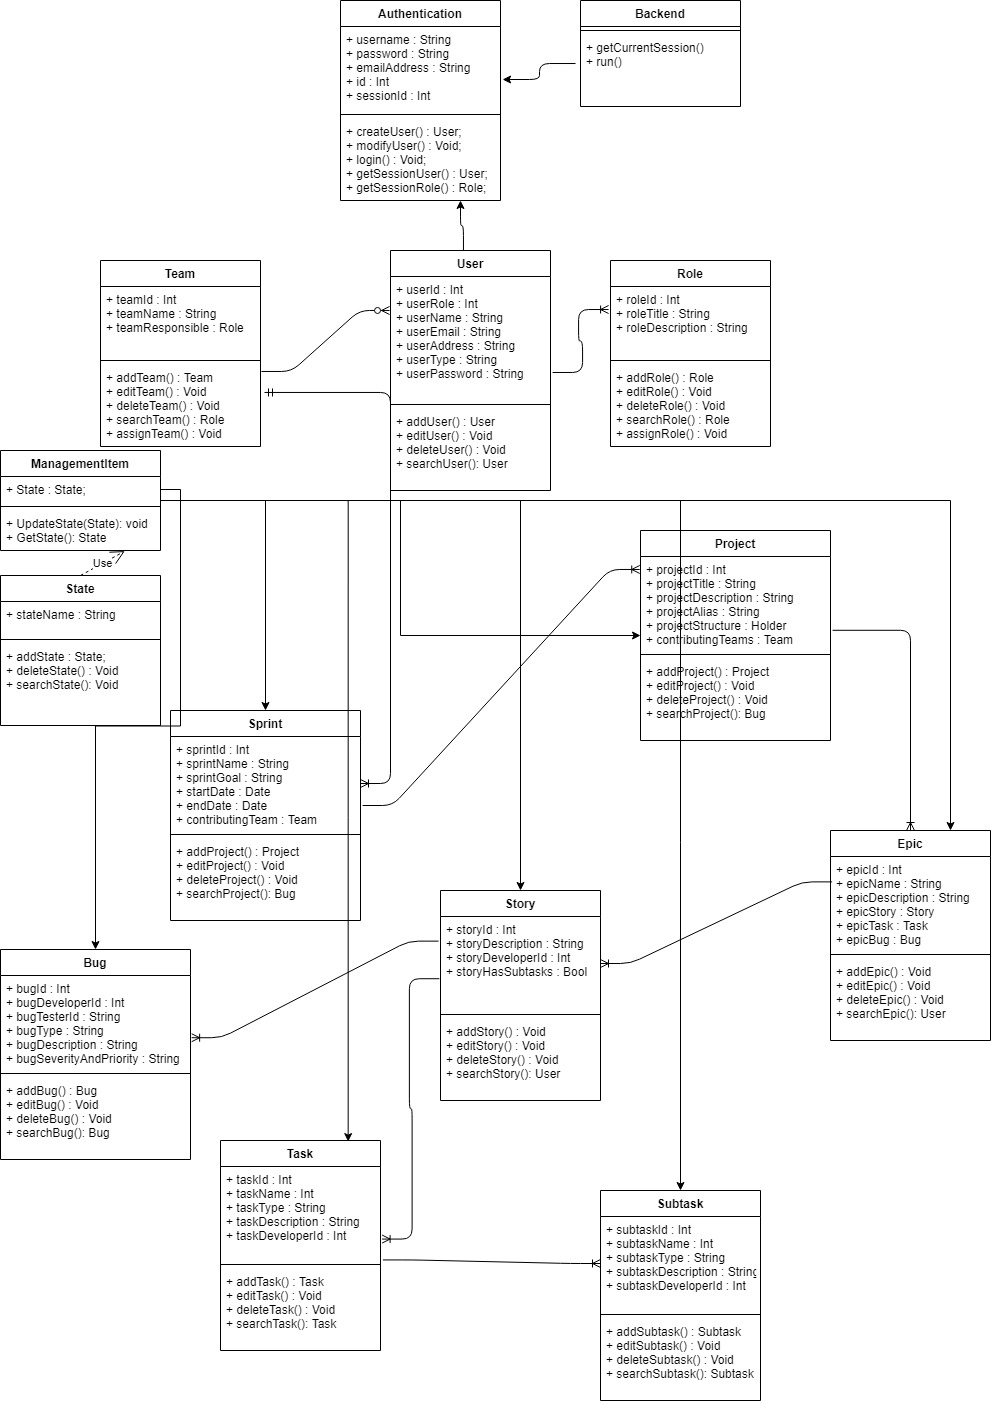 Authentication
+ username : String
+ password : String
+ emailAddress : String
+ id : Int
+ sessionId : Int
+ createUser() : User;
+ modifyUser() : Void;
+ login() : Void;
+ getSessionUser() : User;
+ getSessionRole() : Role;
Backend
+ getCurrentSession()
+ run()
Team
+ teamId : Int
+ teamName : String
+ teamResponsible : Role
+ addTeam() : Team
+ editTeam() : Void
+ deleteTeam() : Void
+ searchTeam() : Role
+ assignTeam() : Void
User
+ userId : Int
+ userRole : Int
+ userName : String
+ userEmail : String
+ userAddress : String
+ userType : String
+ userPassword : String
+ addUser() : User
+ editUser() : Void
+ deleteUser() : Void
+ searchUser(): User
Role
+ roleId : Int
+ roleTitle : String
+ roleDescription : String
+ addRole() : Role
+ editRole() : Void
+ deleteRole() : Void
+ searchRole() : Role
+ assignRole() : Void
ManagementItem
+ State : State;
+ UpdateState(State): void
+ GetState(): State
Use
State
+ stateName : String
+ addState : State;
+ deleteState() : Void
+ searchState(): Void
Project
+ projectId : Int
+ projectTitle : String
+ projectDescription : String
+ projectAlias : String
+ projectStructure : Holder
+ contributingTeams : Team
+ addProject() : Project
+ editProject() : Void
+ deleteProject() : Void
+ searchProject(): Bug
Sprint
+ sprintId : Int
+ sprintName : String
+ sprintGoal : String
+ startDate : Date
+ endDate : Date
+ contributingTeam : Team
+ addProject() : Project
+ editProject() : Void
+ deleteProject() : Void
+ searchProject(): Bug
Epic
+ epicId : Int
+ epicName : String
+ epicDescription : String
+ epicStory : Story
+ epicTask : Task
+ epicBug : Bug
+ addEpic() : Void
+ editEpic() : Void
+ deleteEpic() : Void
+ searchEpic(): User
Story
+ storyId : Int
+ storyDescription : String
+ storyDeveloperId : Int
+ storyHasSubtasks : Bool
+ addStory() : Void
+ editStory() : Void
+ deleteStory() : Void
+ searchStory(): User
Bug
+ bugId : Int
+ bugDeveloperId : Int
+ bugTesterId : String
+ bugType : String
+ bugDescription : String
+ bugSeverityAndPriority : String
+ addBug() : Bug
+ editBug() : Void
+ deleteBug() : Void
+ searchBug(): Bug
Task
+ taskId : Int
+ taskName : Int
+ taskType : String
+ taskDescription : String
+ taskDeveloperId : Int
+ addTask() : Task
+ editTask() : Void
+ deleteTask() : Void
+ searchTask(): Task
Subtask
+ subtaskId : Int
+ subtaskName : Int
+ subtaskType : String
+ subtaskDescription : String
+ subtaskDeveloperId : Int
+ addSubtask() : Subtask
+ editSubtask() : Void
+ deleteSubtask() : Void
+ searchSubtask(): Subtask